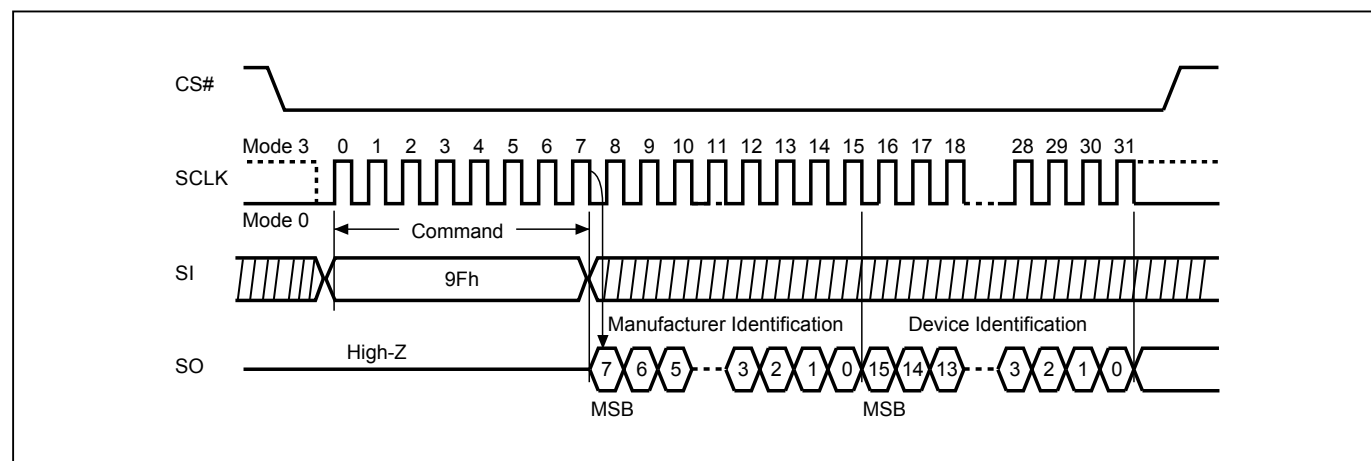 CS#
Mode 3 0 1 2 3 4 5 6 7 8 9 10 11 12 13 14 15 16 17 18 28 29 30 31
SCLK
Mode 0
Command
SI 9Fh
Manufacturer Identification Device Identification
High-Z
SO 7 6 5 3 2 1 0 15 14 13 3 2 1 0
MSB MSB